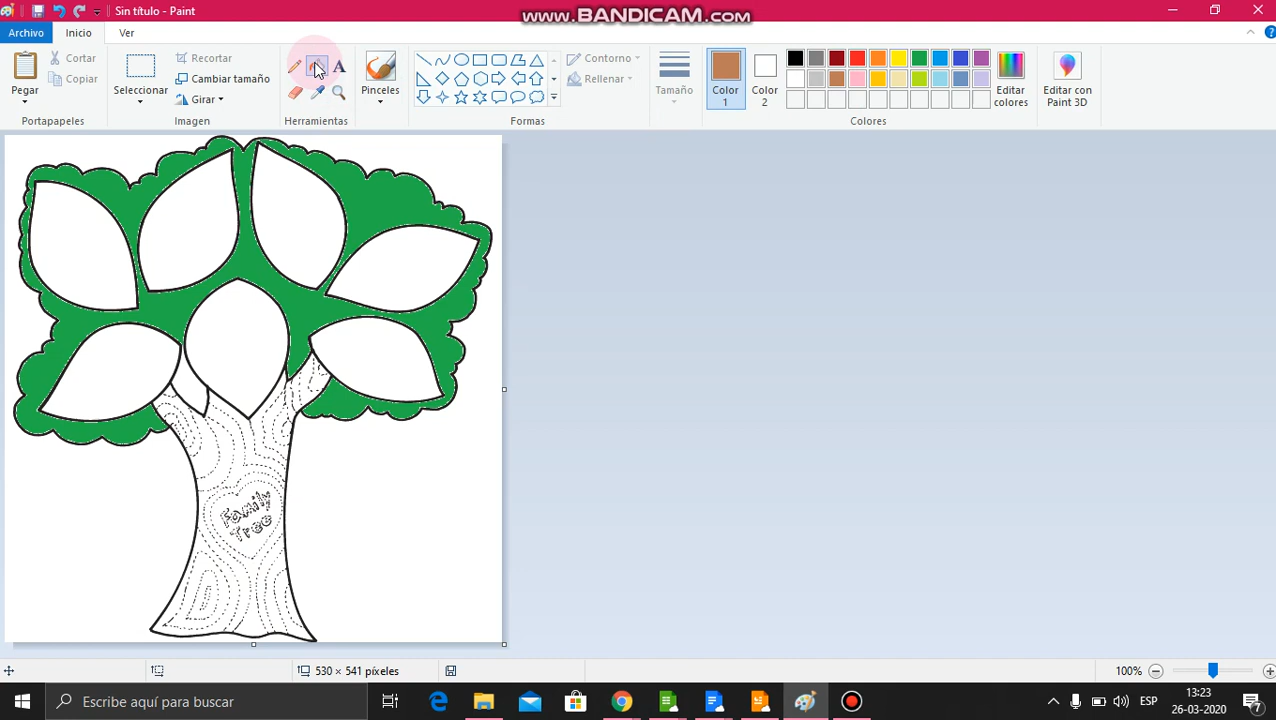 Sin título - Paint
www.BANDICAM.com
Archivo Inicio Ver
Pegar
Cortar
Copiar
Portapapeles
Seleccionar
Recortar
Cambiar tamaño
Girar
Imagen
A
Herramientas
Pinceles
Contorno
Rellenar
Formas
Tamaño
Color 1
Color 2
Editar colores
Editar con Paint 3D
Colores
Family
Tree
530 × 541 píxeles
100%
Escribe aquí para buscar
ESP
13:23
26-03-2020
7